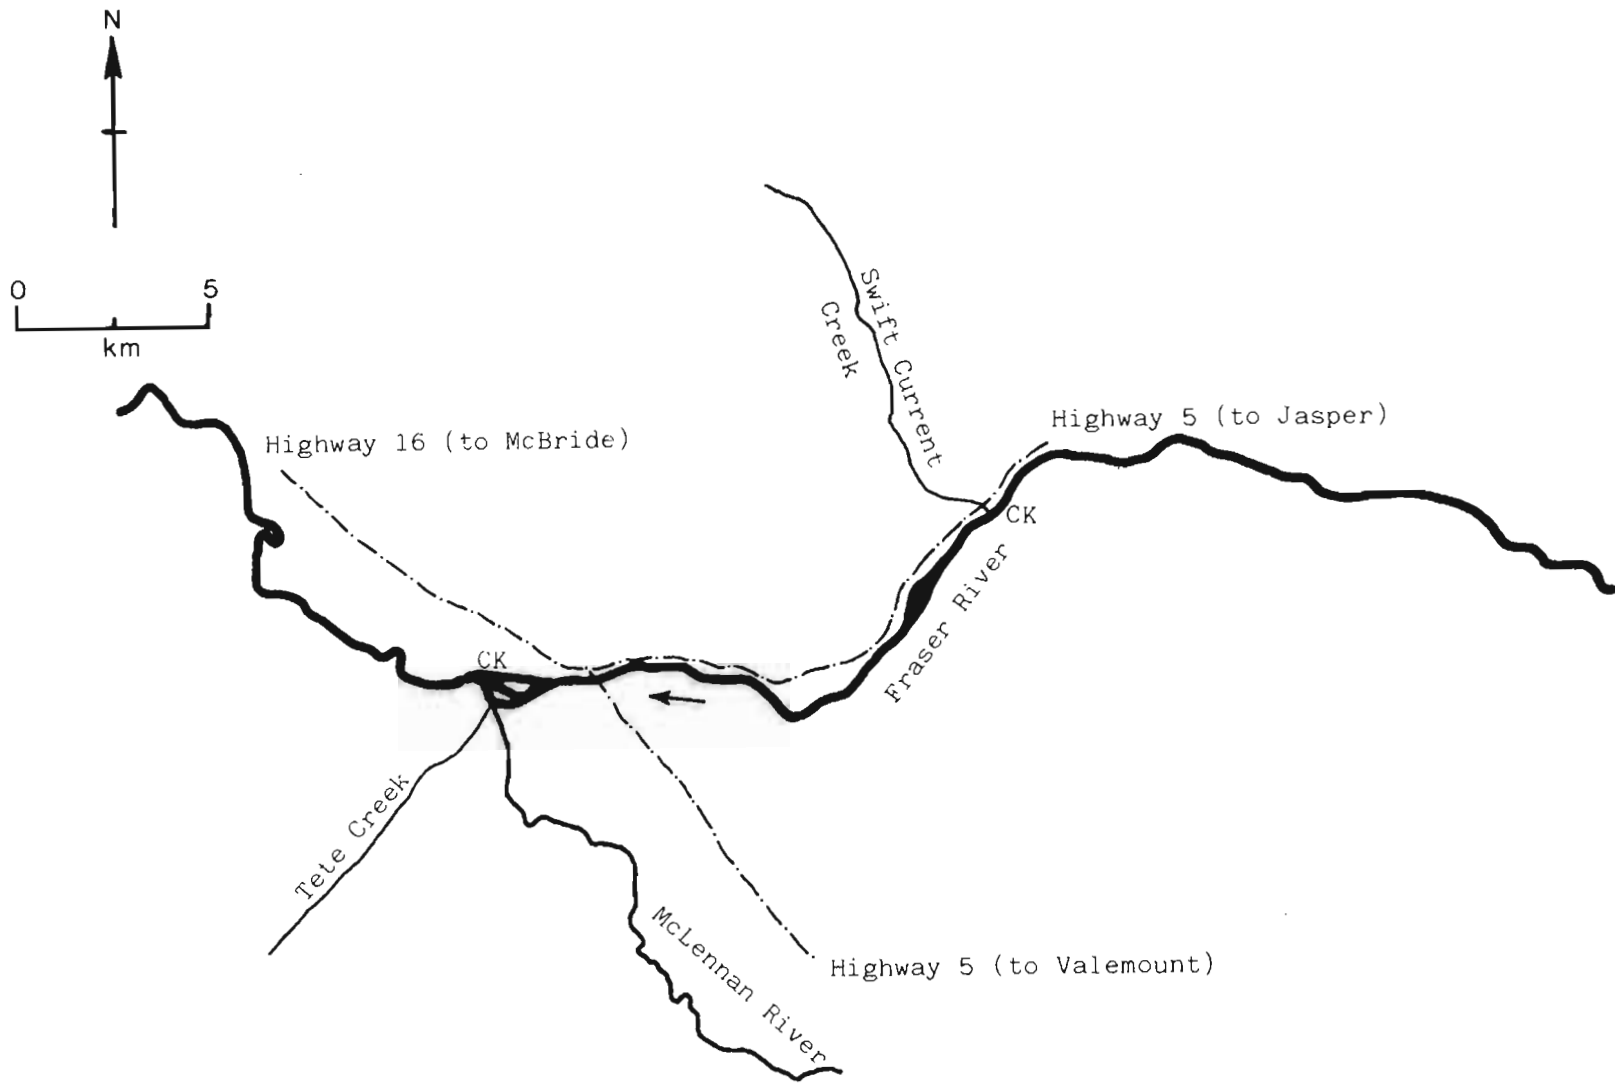 N
0 5
km
Swift Current
Creek
Highway 5 (to Jasper)
Highway 16 (to McBride)
CK
Fraser River
CK
Tete Creek
McLennan River
Highway 5 (to Valemount)